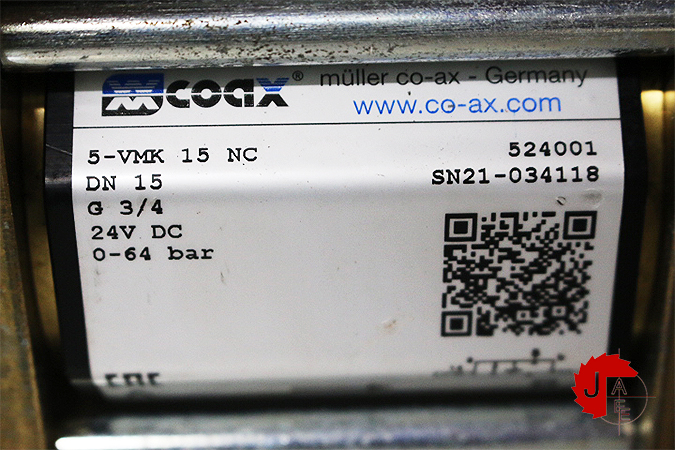 coax® müller co-ax - Germany
www.co-ax.com
5-VMK 15 NC 524001
DN 15 SN21-034118
G 3/4
24V DC
0-64 bar
EAC
J